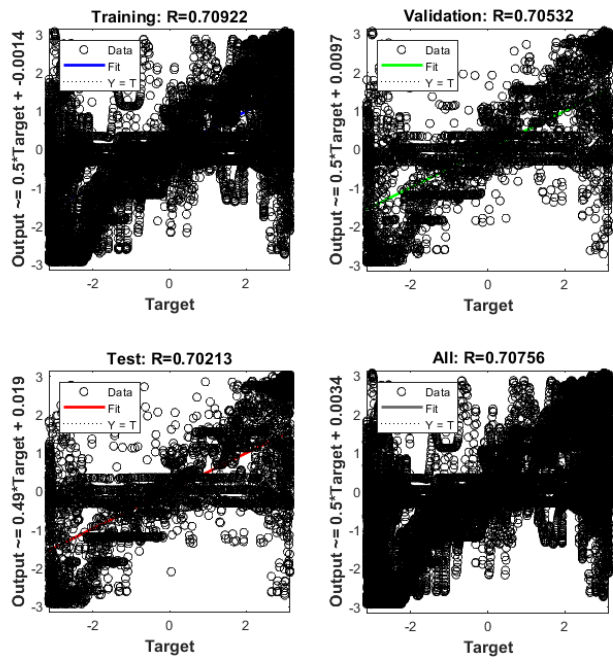 Training: R=0.70922
Output ~= 0.5*Target + -0.0014
3
2
1
0
-1
-2
-3
Data
Fit
Y = T
-2
0
2
Target
Validation: R=0.70532
Output ~= 0.5*Target + 0.0097
3
2
1
0
-1
-2
-3
Data
Fit
Y = T
-2
0
2
Target
Test: R=0.70213
Output ~= 0.49*Target + 0.019
3
2
1
0
-1
-2
-3
Data
Fit
Y = T
-2
0
2
Target
All: R=0.70756
Output ~= 0.5*Target + 0.0034
3
2
1
0
-1
-2
-3
Data
Fit
Y = T
-2
0
2
Target